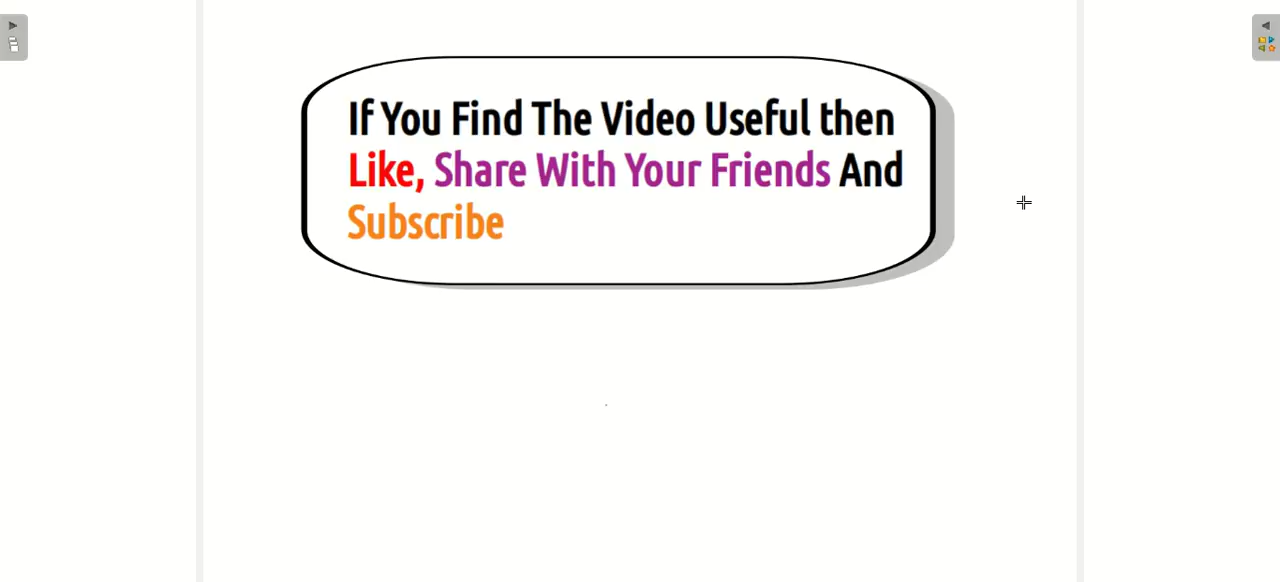 If You Find The Video Useful then
Like, Share With Your Friends And
Subscribe